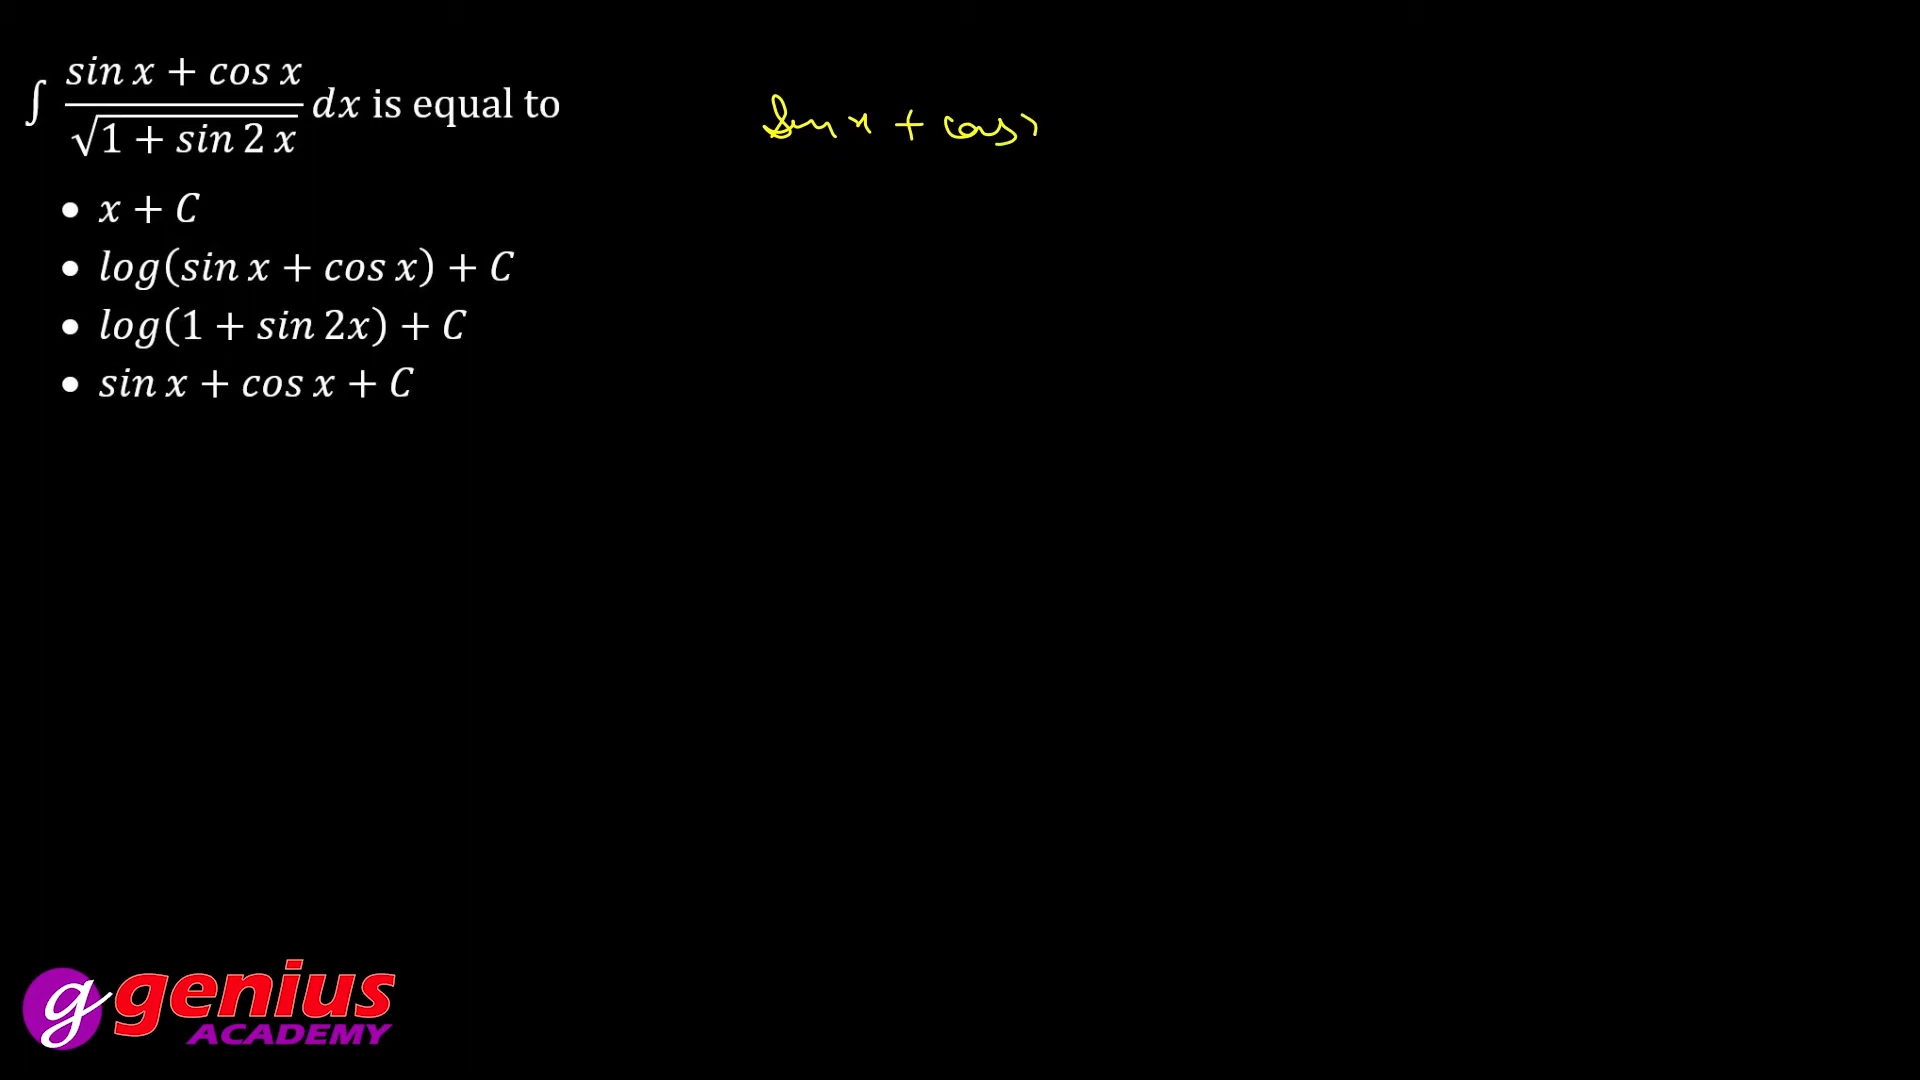 ∫ (sin x + cos x)/√(1 + sin 2 x) dx is equal to
sin x + cos x
• x + C
• log(sin x + cos x) + C
• log(1 + sin 2x) + C
• sin x + cos x + C
g genius
ACADEMY